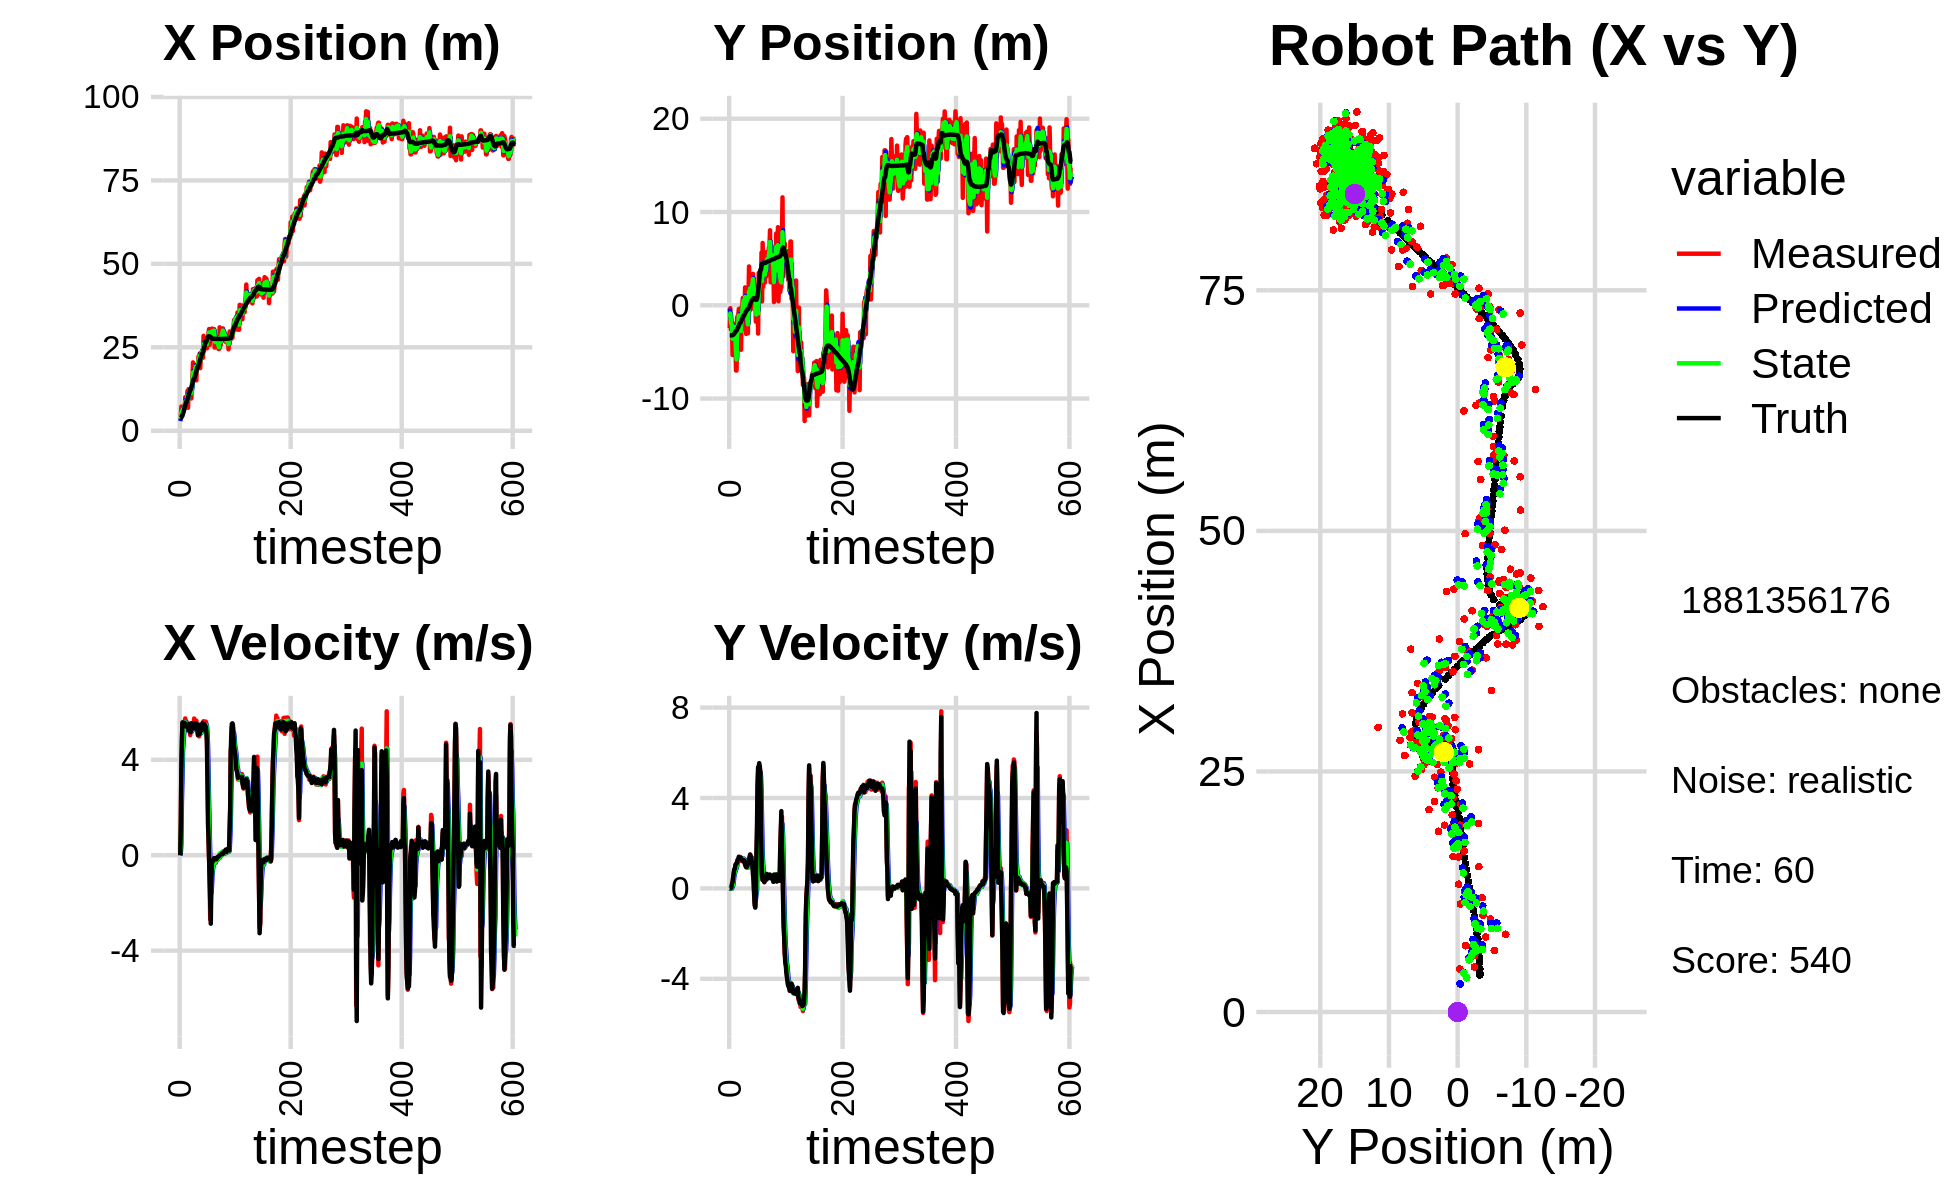 X Position (m)
100
75
50
25
0
0
200
400
600
timestep
Y Position (m)
20
10
0
-10
0
200
400
600
timestep
X Velocity (m/s)
4
0
-4
0
200
400
600
timestep
Y Velocity (m/s)
8
4
0
-4
0
200
400
600
timestep
Robot Path (X vs Y)
X Position (m)
75
50
25
0
20
10
0
-10
-20
Y Position (m)
variable
Measured
Predicted
State
Truth
1881356176
Obstacles: none
Noise: realistic
Time: 60
Score: 540